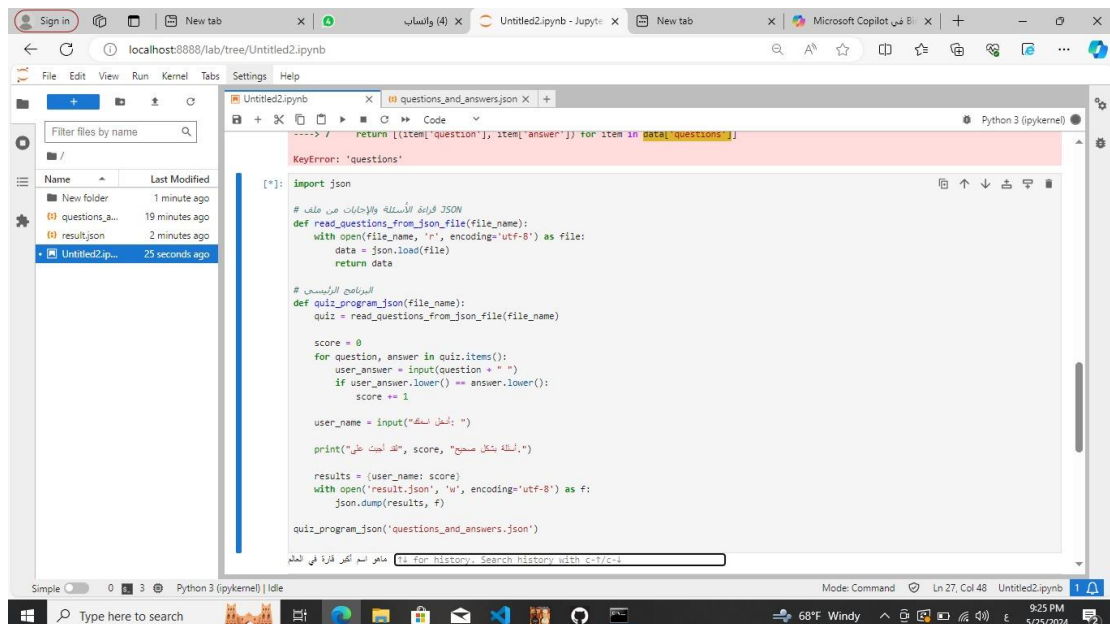 Sign in
New tab
(4) واتساب
Untitled2.ipynb - Jupyte
New tab
Microsoft Copilot في Bi
localhost:8888/lab/tree/Untitled2.ipynb
File Edit View Run Kernel Tabs Settings Help
Untitled2.ipynb
questions_and_answers.json
Filter files by name
Code
Python 3 (ipykernel)
/
Name Last Modified
New folder 1 minute ago
questions_a... 19 minutes ago
result.json 2 minutes ago
Untitled2.ip... 25 seconds ago
----> 7 return [(item['question'], item['answer']) for item in data['questions']]
KeyError: 'questions'
[*]: import json
# قراءة الأسئلة والإجابات من ملف JSON
def read_questions_from_json_file(file_name):
with open(file_name, 'r', encoding='utf-8') as file:
data = json.load(file)
return data
# البرنامج الرئيسي
def quiz_program_json(file_name):
quiz = read_questions_from_json_file(file_name)
score = 0
for question, answer in quiz.items():
user_answer = input(question + " ")
if user_answer.lower() == answer.lower():
score += 1
user_name = input("أدخل اسمك: ")
print("لقد أجبت على", score, "أسئلة بشكل صحيح.")
results = {user_name: score}
with open('result.json', 'w', encoding='utf-8') as f:
json.dump(results, f)
quiz_program_json('questions_and_answers.json')
ماهو اسم أكبر قارة في العالم
↑↓ for history. Search history with c-↑/c-↓
Simple 0 3 Python 3 (ipykernel) | Idle
Mode: Command Ln 27, Col 48 Untitled2.ipynb 1
Type here to search
68°F Windy
ع
9:25 PM
5/25/2024